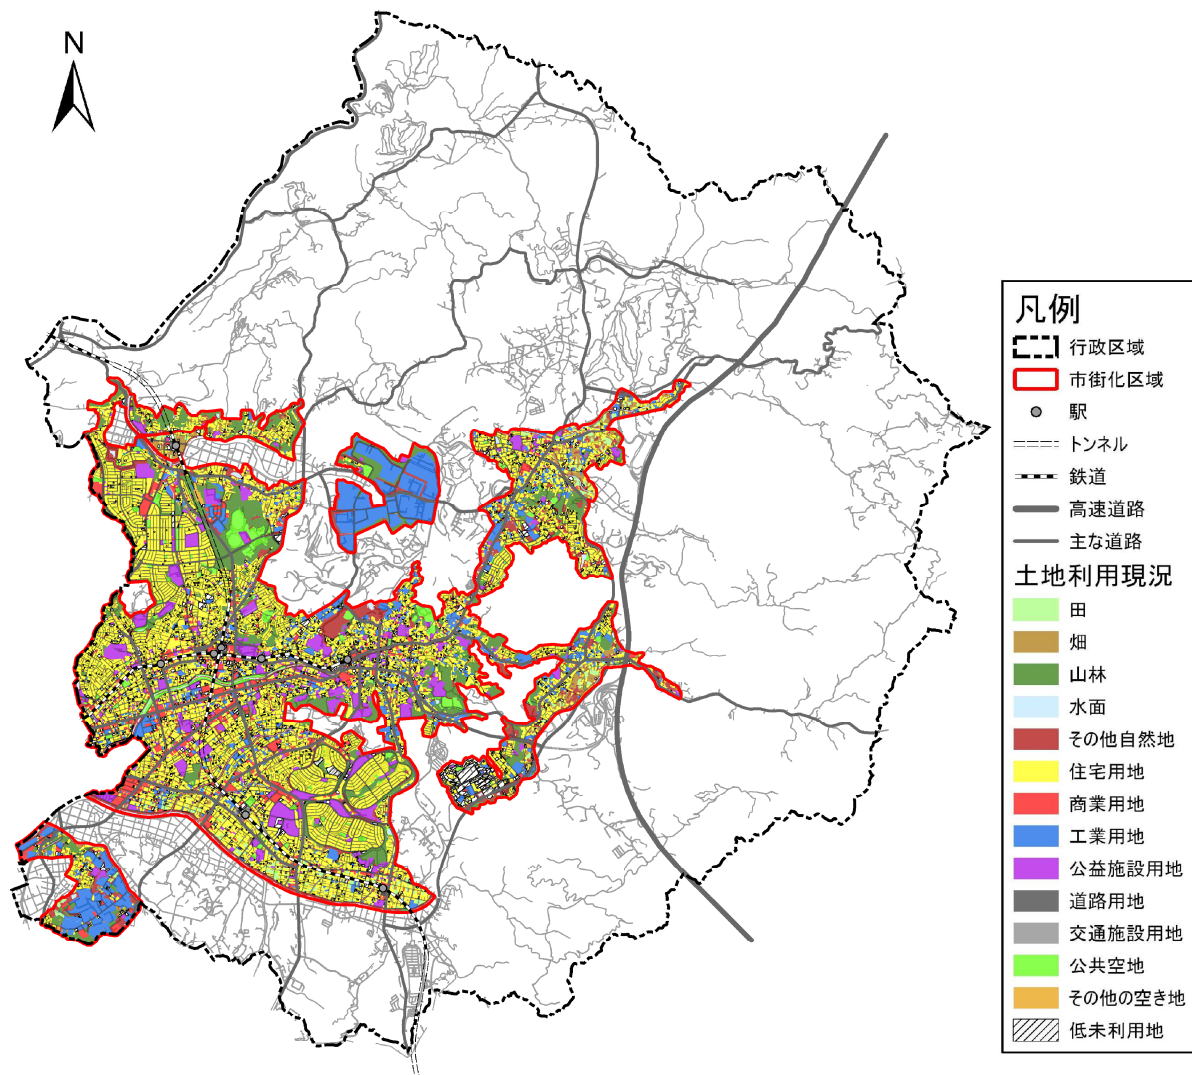 N
凡例
行政区域
市街化区域
駅
トンネル
鉄道
高速道路
主な道路
土地利用現況
田
畑
山林
水面
その他自然地
住宅用地
商業用地
工業用地
公益施設用地
道路用地
交通施設用地
公共空地
その他の空き地
低未利用地